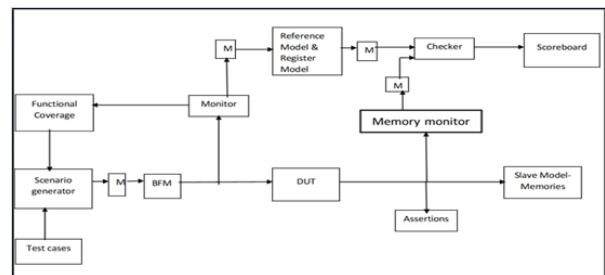 Reference
Model &
Register
Model
M
M
Checker
Scoreboard
M
Functional
Coverage
Monitor
Memory monitor
Scenario
generator
M
BFM
DUT
Slave Model-
Memories
Assertions
Test cases